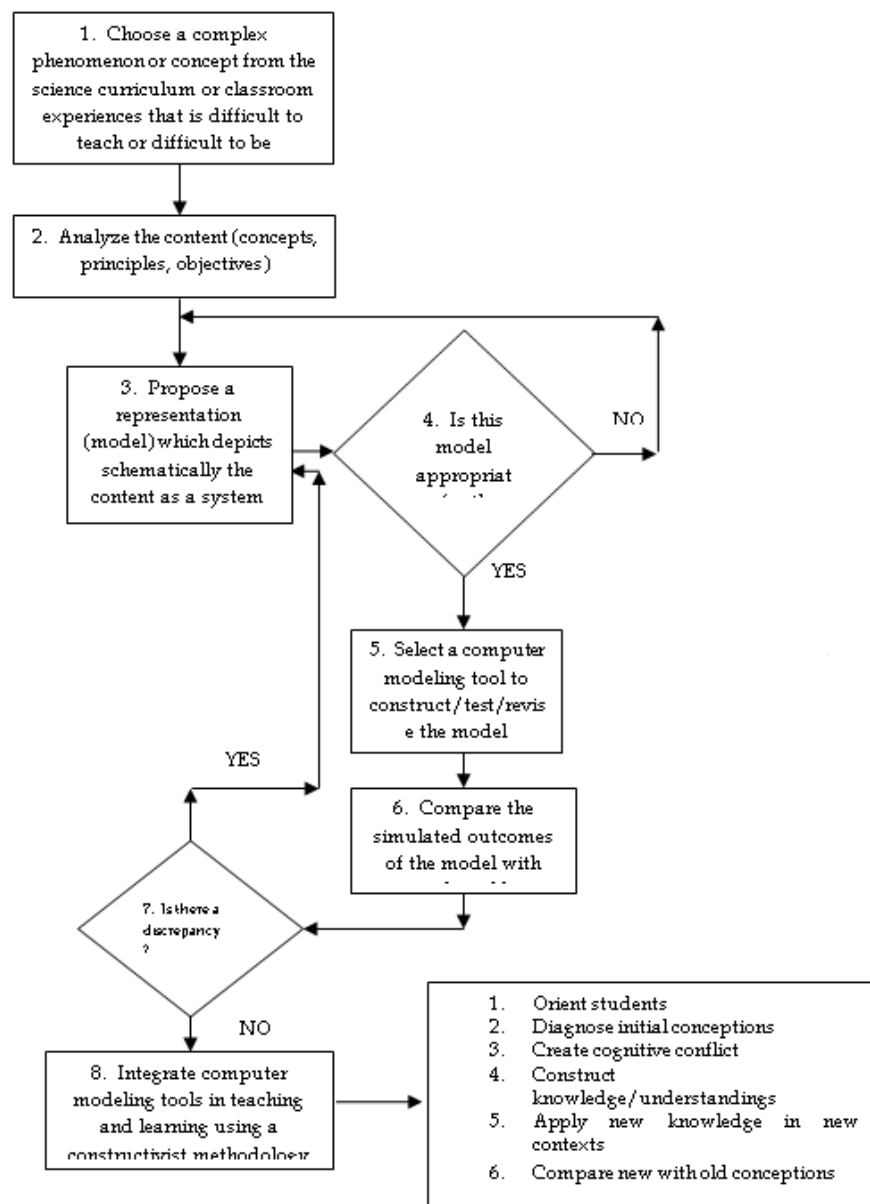 1. Choose a complex
phenomenon or concept from the
science curriculum or classroom
experiences that is difficult to
teach or difficult to be
2. Analyze the content (concepts,
principles, objectives)
3. Propose a
representation
(model) which depicts
schematically the
content as a system
4. Is this
model
appropriat
NO
YES
5. Select a computer
modeling tool to
construct/test/revis
e the model
YES
6. Compare the
simulated outcomes
of the model with
7. Is there a
discrepancy
?
NO
8. Integrate computer
modeling tools in teaching
and learning using a
constructivist methodology
1. Orient students
2. Diagnose initial conceptions
3. Create cognitive conflict
4. Construct
knowledge/understandings
5. Apply new knowledge in new
contexts
6. Compare new with old conceptions